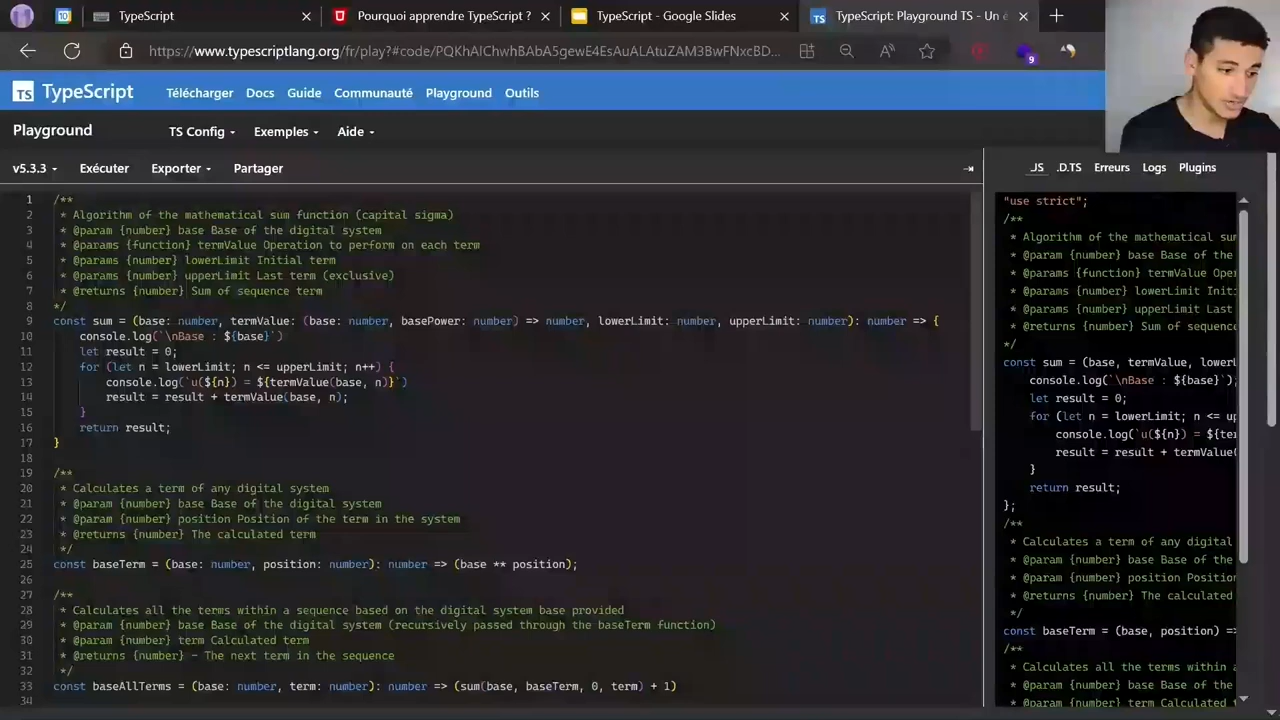 TypeScript
Pourquoi apprendre TypeScript ?
TypeScript - Google Slides
TypeScript: Playground TS - Un é
https://www.typescriptlang.org/fr/play?#code/PQKhAIChwhBAbA5gewE4EsAuALAtuZAM3BwFNxcBD...
9
TS TypeScript
Télécharger
Docs
Guide
Communauté
Playground
Outils
Playground
TS Config
Exemples
Aide
v5.3.3
Exécuter
Exporter
Partager
1 /**
2 * Algorithm of the mathematical sum function (capital sigma)
3 * @param {number} base Base of the digital system
4 * @params {function} termValue Operation to perform on each term
5 * @params {number} lowerLimit Initial term
6 * @params {number} upperLimit Last term (exclusive)
7 * @returns {number} Sum of sequence term
8 */
9 const sum = (base: number, termValue: (base: number, basePower: number) => number, lowerLimit: number, upperLimit: number): number => {
10 console.log(`\nBase : ${base}`)
11 let result = 0;
12 for (let n = lowerLimit; n <= upperLimit; n++) {
13 console.log(`u(${n}) = ${termValue(base, n)}`)
14 result = result + termValue(base, n);
15 }
16 return result;
17 }
18
19 /**
20 * Calculates a term of any digital system
21 * @param {number} base Base of the digital system
22 * @param {number} position Position of the term in the system
23 * @returns {number} The calculated term
24 */
25 const baseTerm = (base: number, position: number): number => (base ** position);
26
27 /**
28 * Calculates all the terms within a sequence based on the digital system base provided
29 * @param {number} base Base of the digital system (recursively passed through the baseTerm function)
30 * @param {number} term Calculated term
31 * @returns {number} - The next term in the sequence
32 */
33 const baseAllTerms = (base: number, term: number): number => (sum(base, baseTerm, 0, term) + 1)
34
.JS
.D.TS
Erreurs
Logs
Plugins
"use strict";
/**
* Algorithm of the mathematical sum
* @param {number} base Base of the
* @params {function} termValue Oper
* @params {number} lowerLimit Initi
* @params {number} upperLimit Last
* @returns {number} Sum of sequence
*/
const sum = (base, termValue, lowerL
console.log(`\nBase : ${base}`);
let result = 0;
for (let n = lowerLimit; n <= up
console.log(`u(${n}) = ${ter
result = result + termValue(
}
return result;
};
/**
* Calculates a term of any digital
* @param {number} base Base of the
* @param {number} position Position
* @returns {number} The calculated
*/
const baseTerm = (base, position) =>
/**
* Calculates all the terms within a
* @param {number} base Base of the
* @param {number} term Calculated